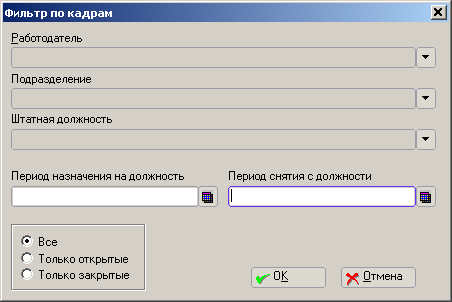 Фильтр по кадрам
Работодатель
Подразделение
Штатная должность
Период назначения на должность Период снятия с должности
Все
Только открытые
Только закрытые
OK Отмена